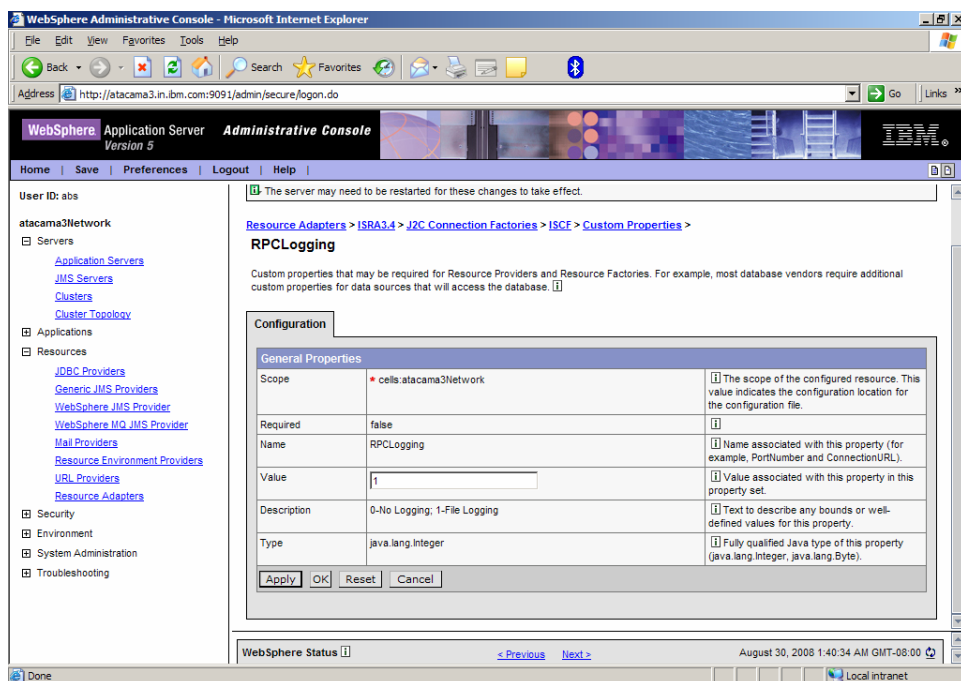 WebSphere Administrative Console - Microsoft Internet Explorer
File Edit View Favorites Tools Help
Back Search Favorites
Address http://atacama3.in.ibm.com:9091/admin/secure/logon.do Go Links »
WebSphere Application Server Administrative Console
Version 5
IBM
Home | Save | Preferences | Logout | Help |
User ID: abs
atacama3Network
Servers
Application Servers
JMS Servers
Clusters
Cluster Topology
Applications
Resources
JDBC Providers
Generic JMS Providers
WebSphere JMS Provider
WebSphere MQ JMS Provider
Mail Providers
Resource Environment Providers
URL Providers
Resource Adapters
Security
Environment
System Administration
Troubleshooting
The server may need to be restarted for these changes to take effect.
Resource Adapters > ISRA3.4 > J2C Connection Factories > ISCF > Custom Properties >
RPCLogging
Custom properties that may be required for Resource Providers and Resource Factories. For example, most database vendors require additional
custom properties for data sources that will access the database.
Configuration
General Properties
Scope * cells:atacama3Network The scope of the configured resource. This
value indicates the configuration location for
the configuration file.
Required false
Name RPCLogging Name associated with this property (for
example, PortNumber and ConnectionURL).
Value 1 Value associated with this property in this
property set.
Description 0-No Logging; 1-File Logging Text to describe any bounds or well-
defined values for this property.
Type java.lang.Integer Fully qualified Java type of this property
(java.lang.Integer, java.lang.Byte).
Apply OK Reset Cancel
WebSphere Status < Previous Next > August 30, 2008 1:40:34 AM GMT-08:00
Done Local intranet